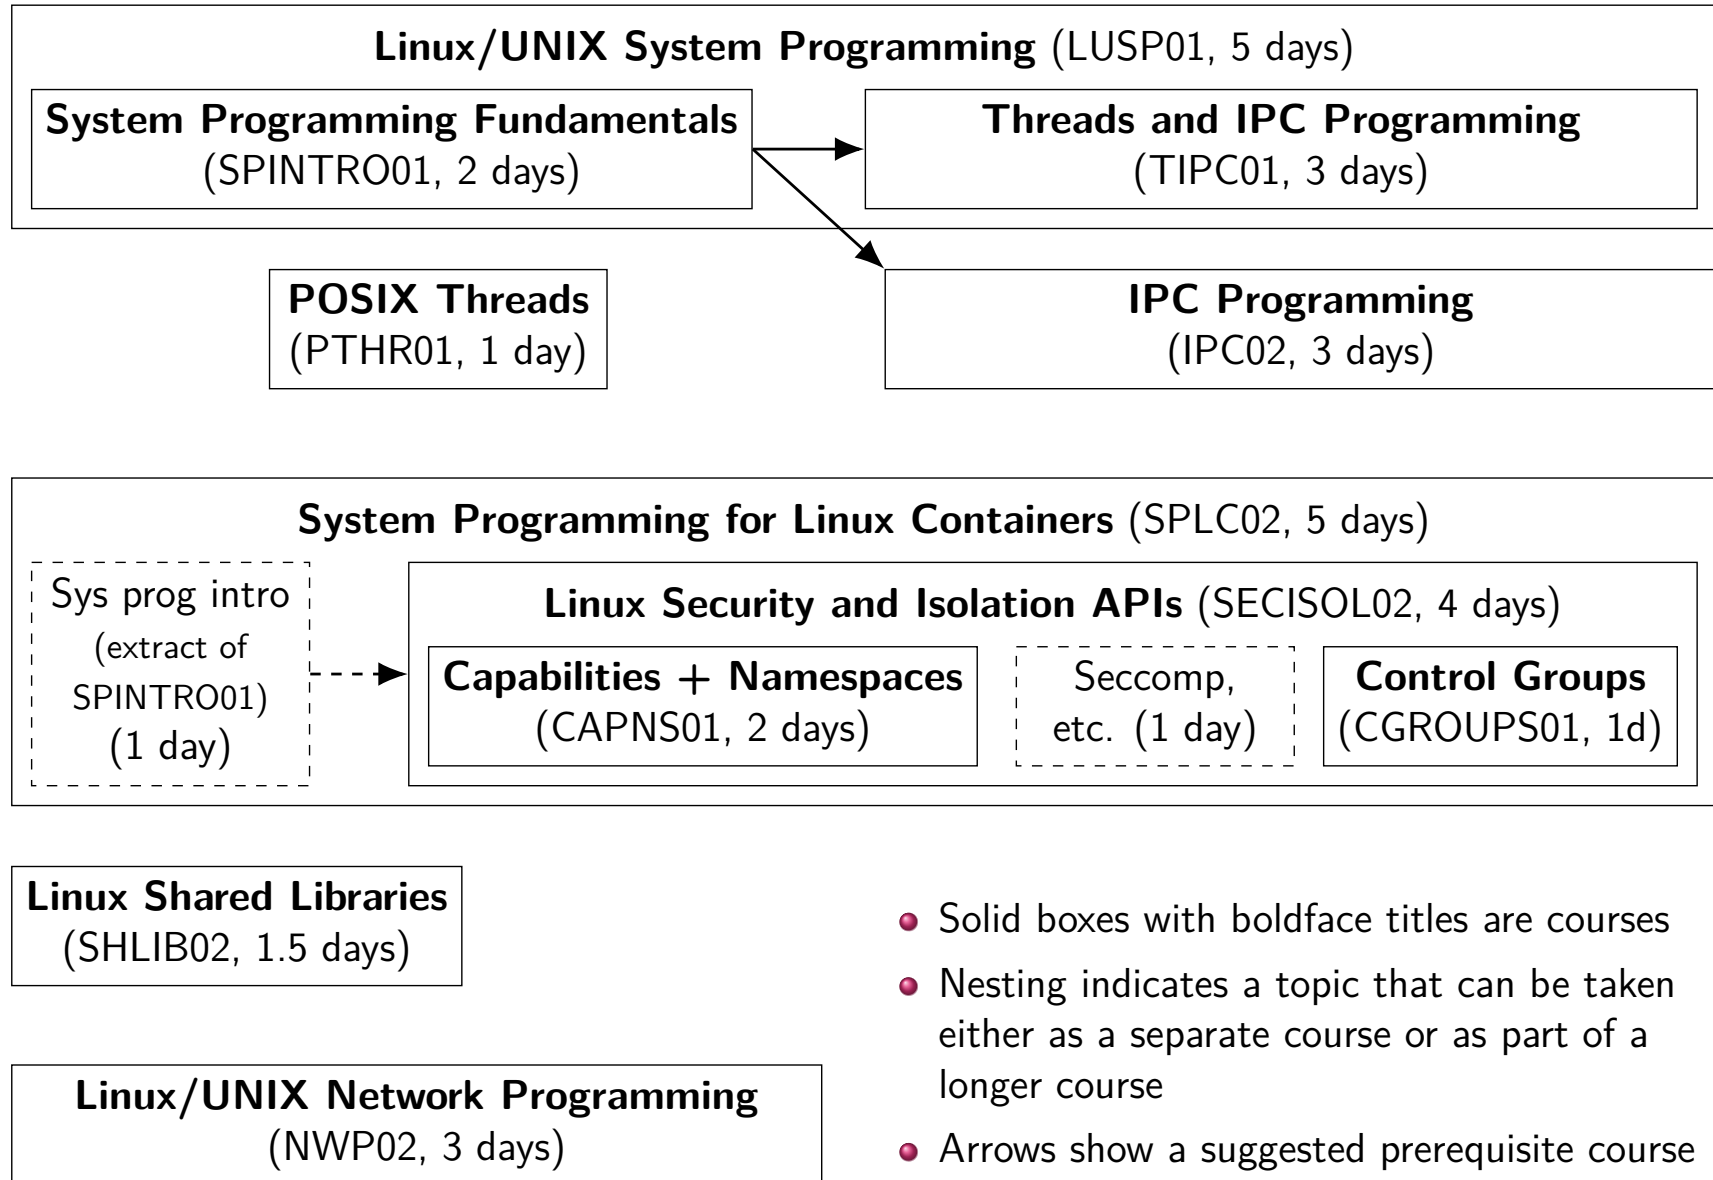 Linux/UNIX System Programming (LUSP01, 5 days)
System Programming Fundamentals
(SPINTRO01, 2 days)
Threads and IPC Programming
(TIPC01, 3 days)
POSIX Threads
(PTHR01, 1 day)
IPC Programming
(IPC02, 3 days)
System Programming for Linux Containers (SPLC02, 5 days)
Sys prog intro
(extract of
SPINTRO01)
(1 day)
Linux Security and Isolation APIs (SECISOL02, 4 days)
Capabilities + Namespaces
(CAPNS01, 2 days)
Seccomp,
etc. (1 day)
Control Groups
(CGROUPS01, 1d)
Linux Shared Libraries
(SHLIB02, 1.5 days)
Linux/UNIX Network Programming
(NWP02, 3 days)
Solid boxes with boldface titles are courses
Nesting indicates a topic that can be taken
either as a separate course or as part of a
longer course
Arrows show a suggested prerequisite course